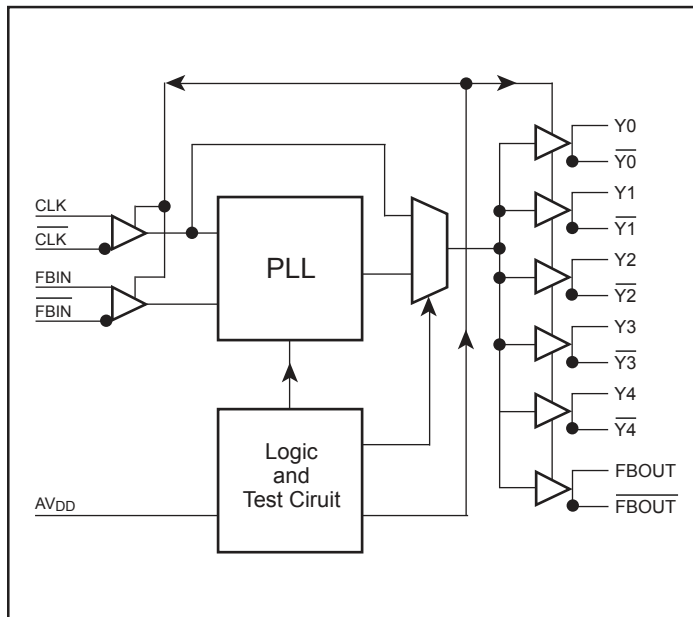 CLK
CLK
FBIN
FBIN
AVDD
PLL
Logic
and
Test Ciruit
Y0
Y0
Y1
Y1
Y2
Y2
Y3
Y3
Y4
Y4
FBOUT
FBOUT